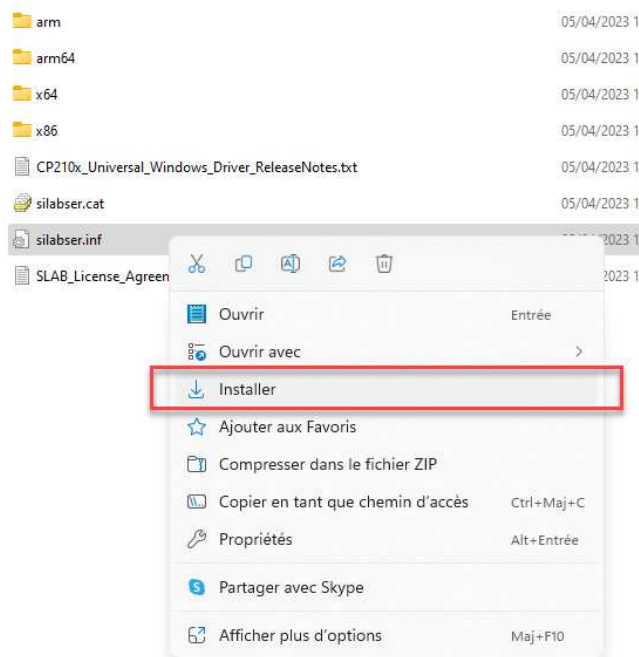 arm 05/04/2023 1
arm64 05/04/2023 1
x64 05/04/2023 1
x86 05/04/2023 1
CP210x_Universal_Windows_Driver_ReleaseNotes.txt 05/04/2023 1
silabser.cat 05/04/2023 1
silabser.inf 2023 1
SLAB_License_Agreen 2023 1
Ouvrir Entrée
Ouvrir avec
Installer
Ajouter aux Favoris
Compresser dans le fichier ZIP
Copier en tant que chemin d'accès Ctrl+Maj+C
Propriétés Alt+Entrée
Partager avec Skype
Afficher plus d'options Maj+F10